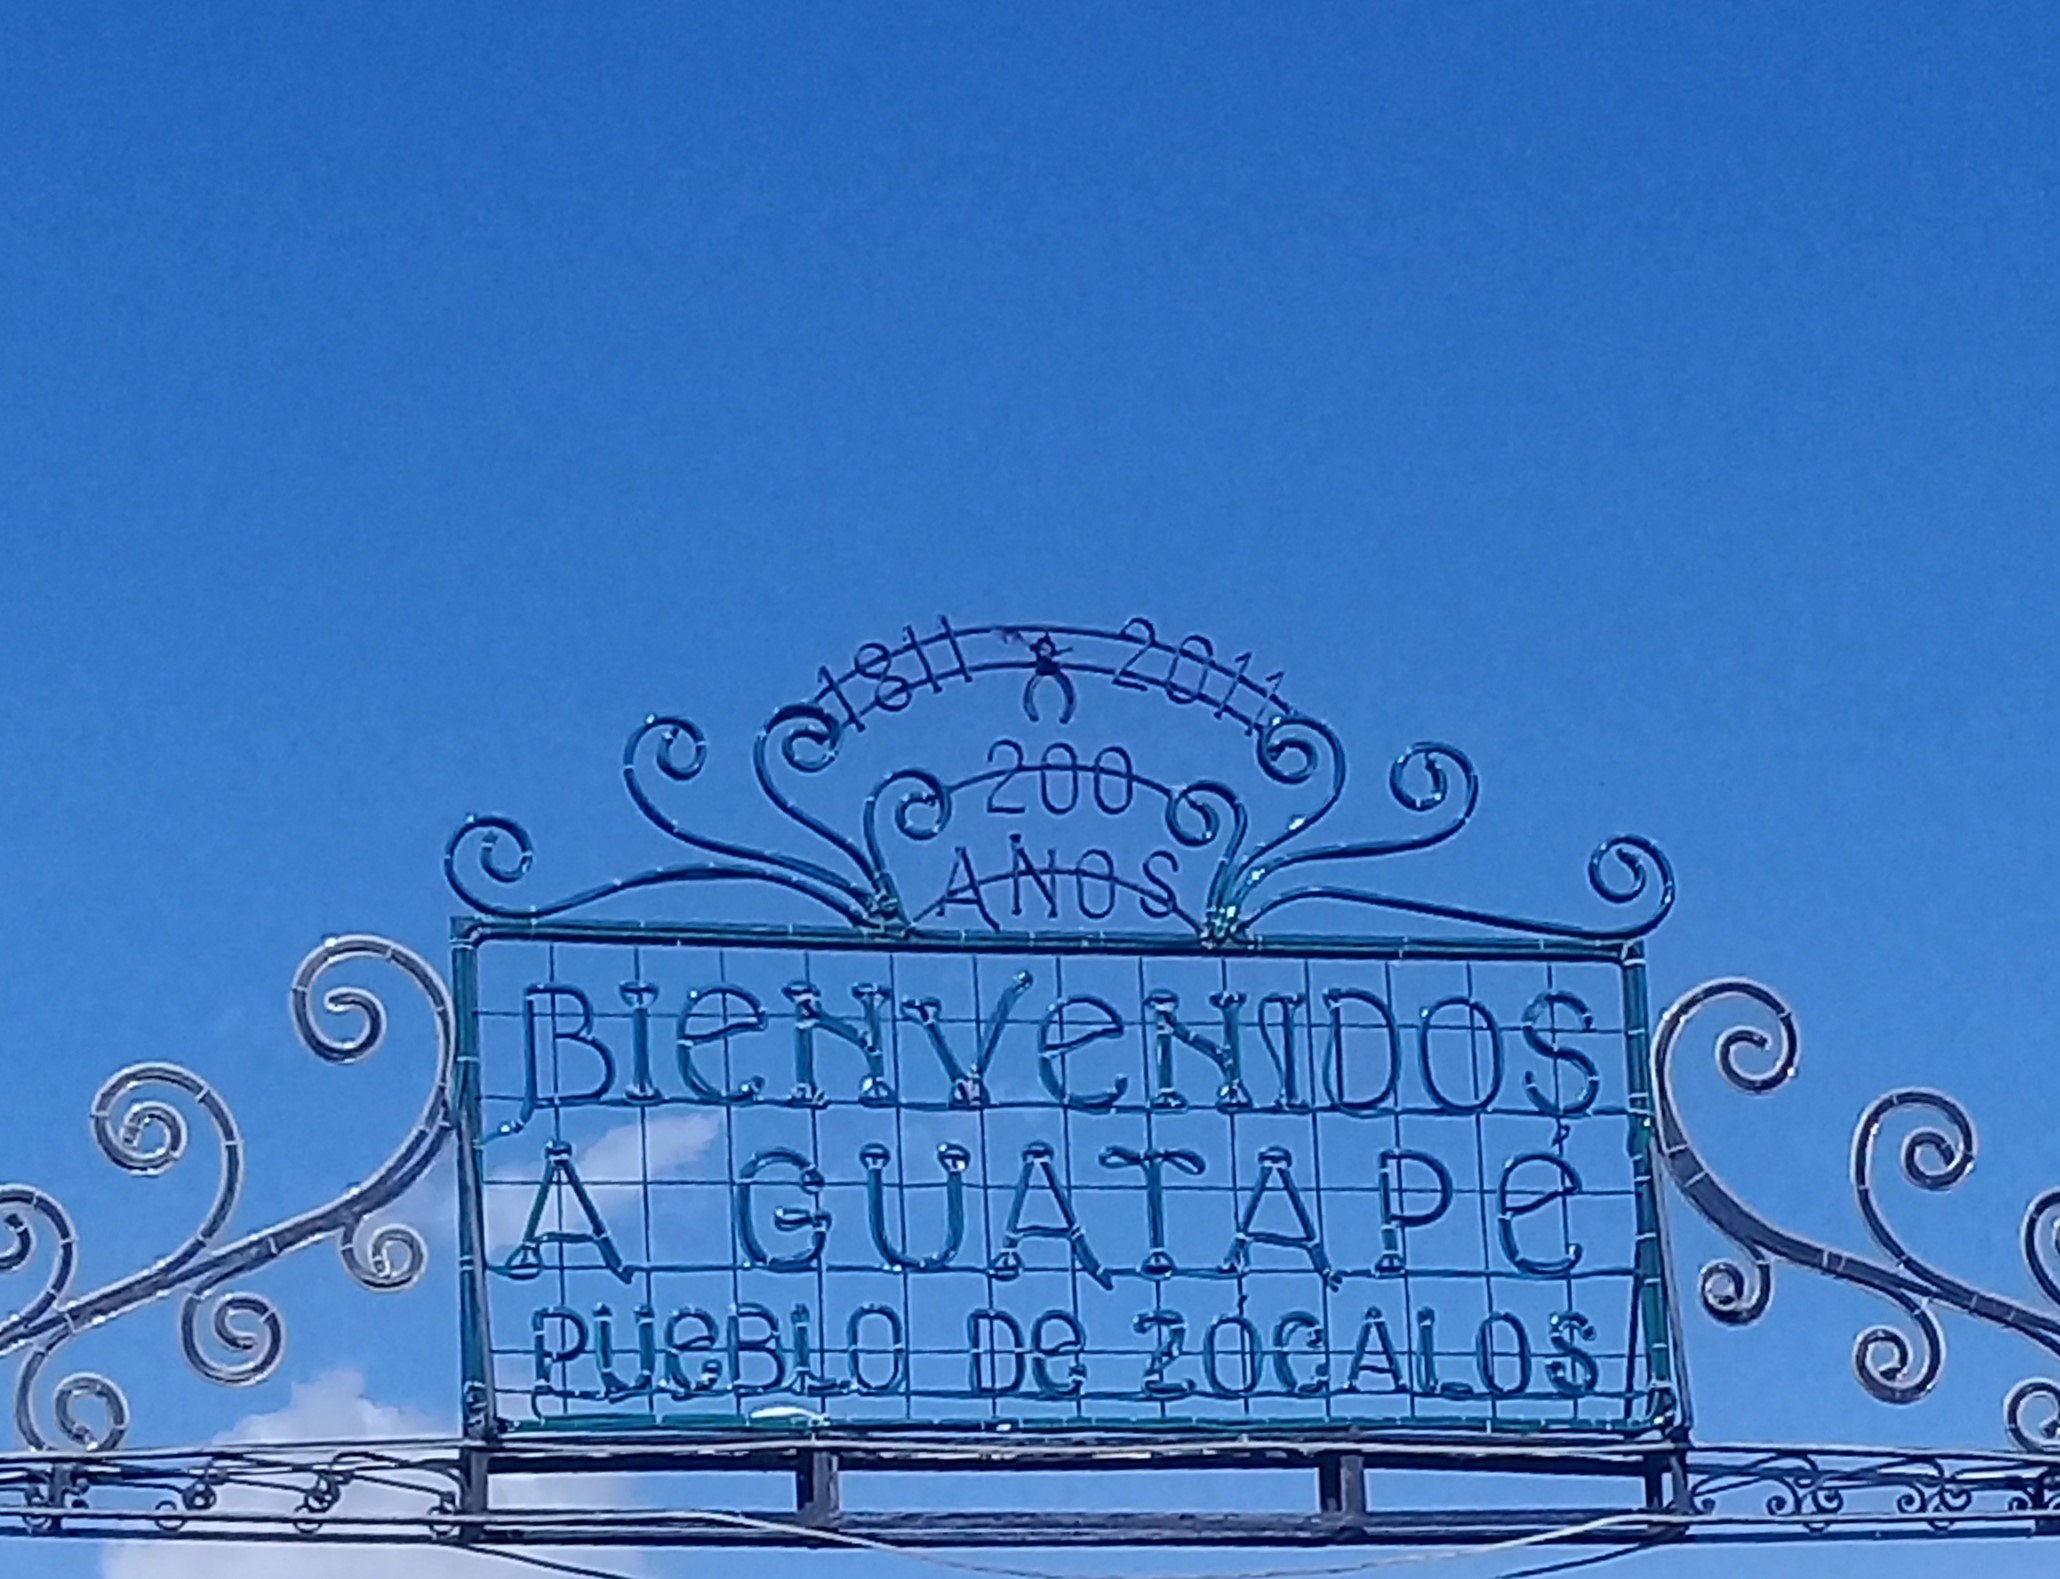 1811 2011
200
AÑOS
BIeNVeNIDOS
A GUATAPé
PUeBLO De ZÓCALOS